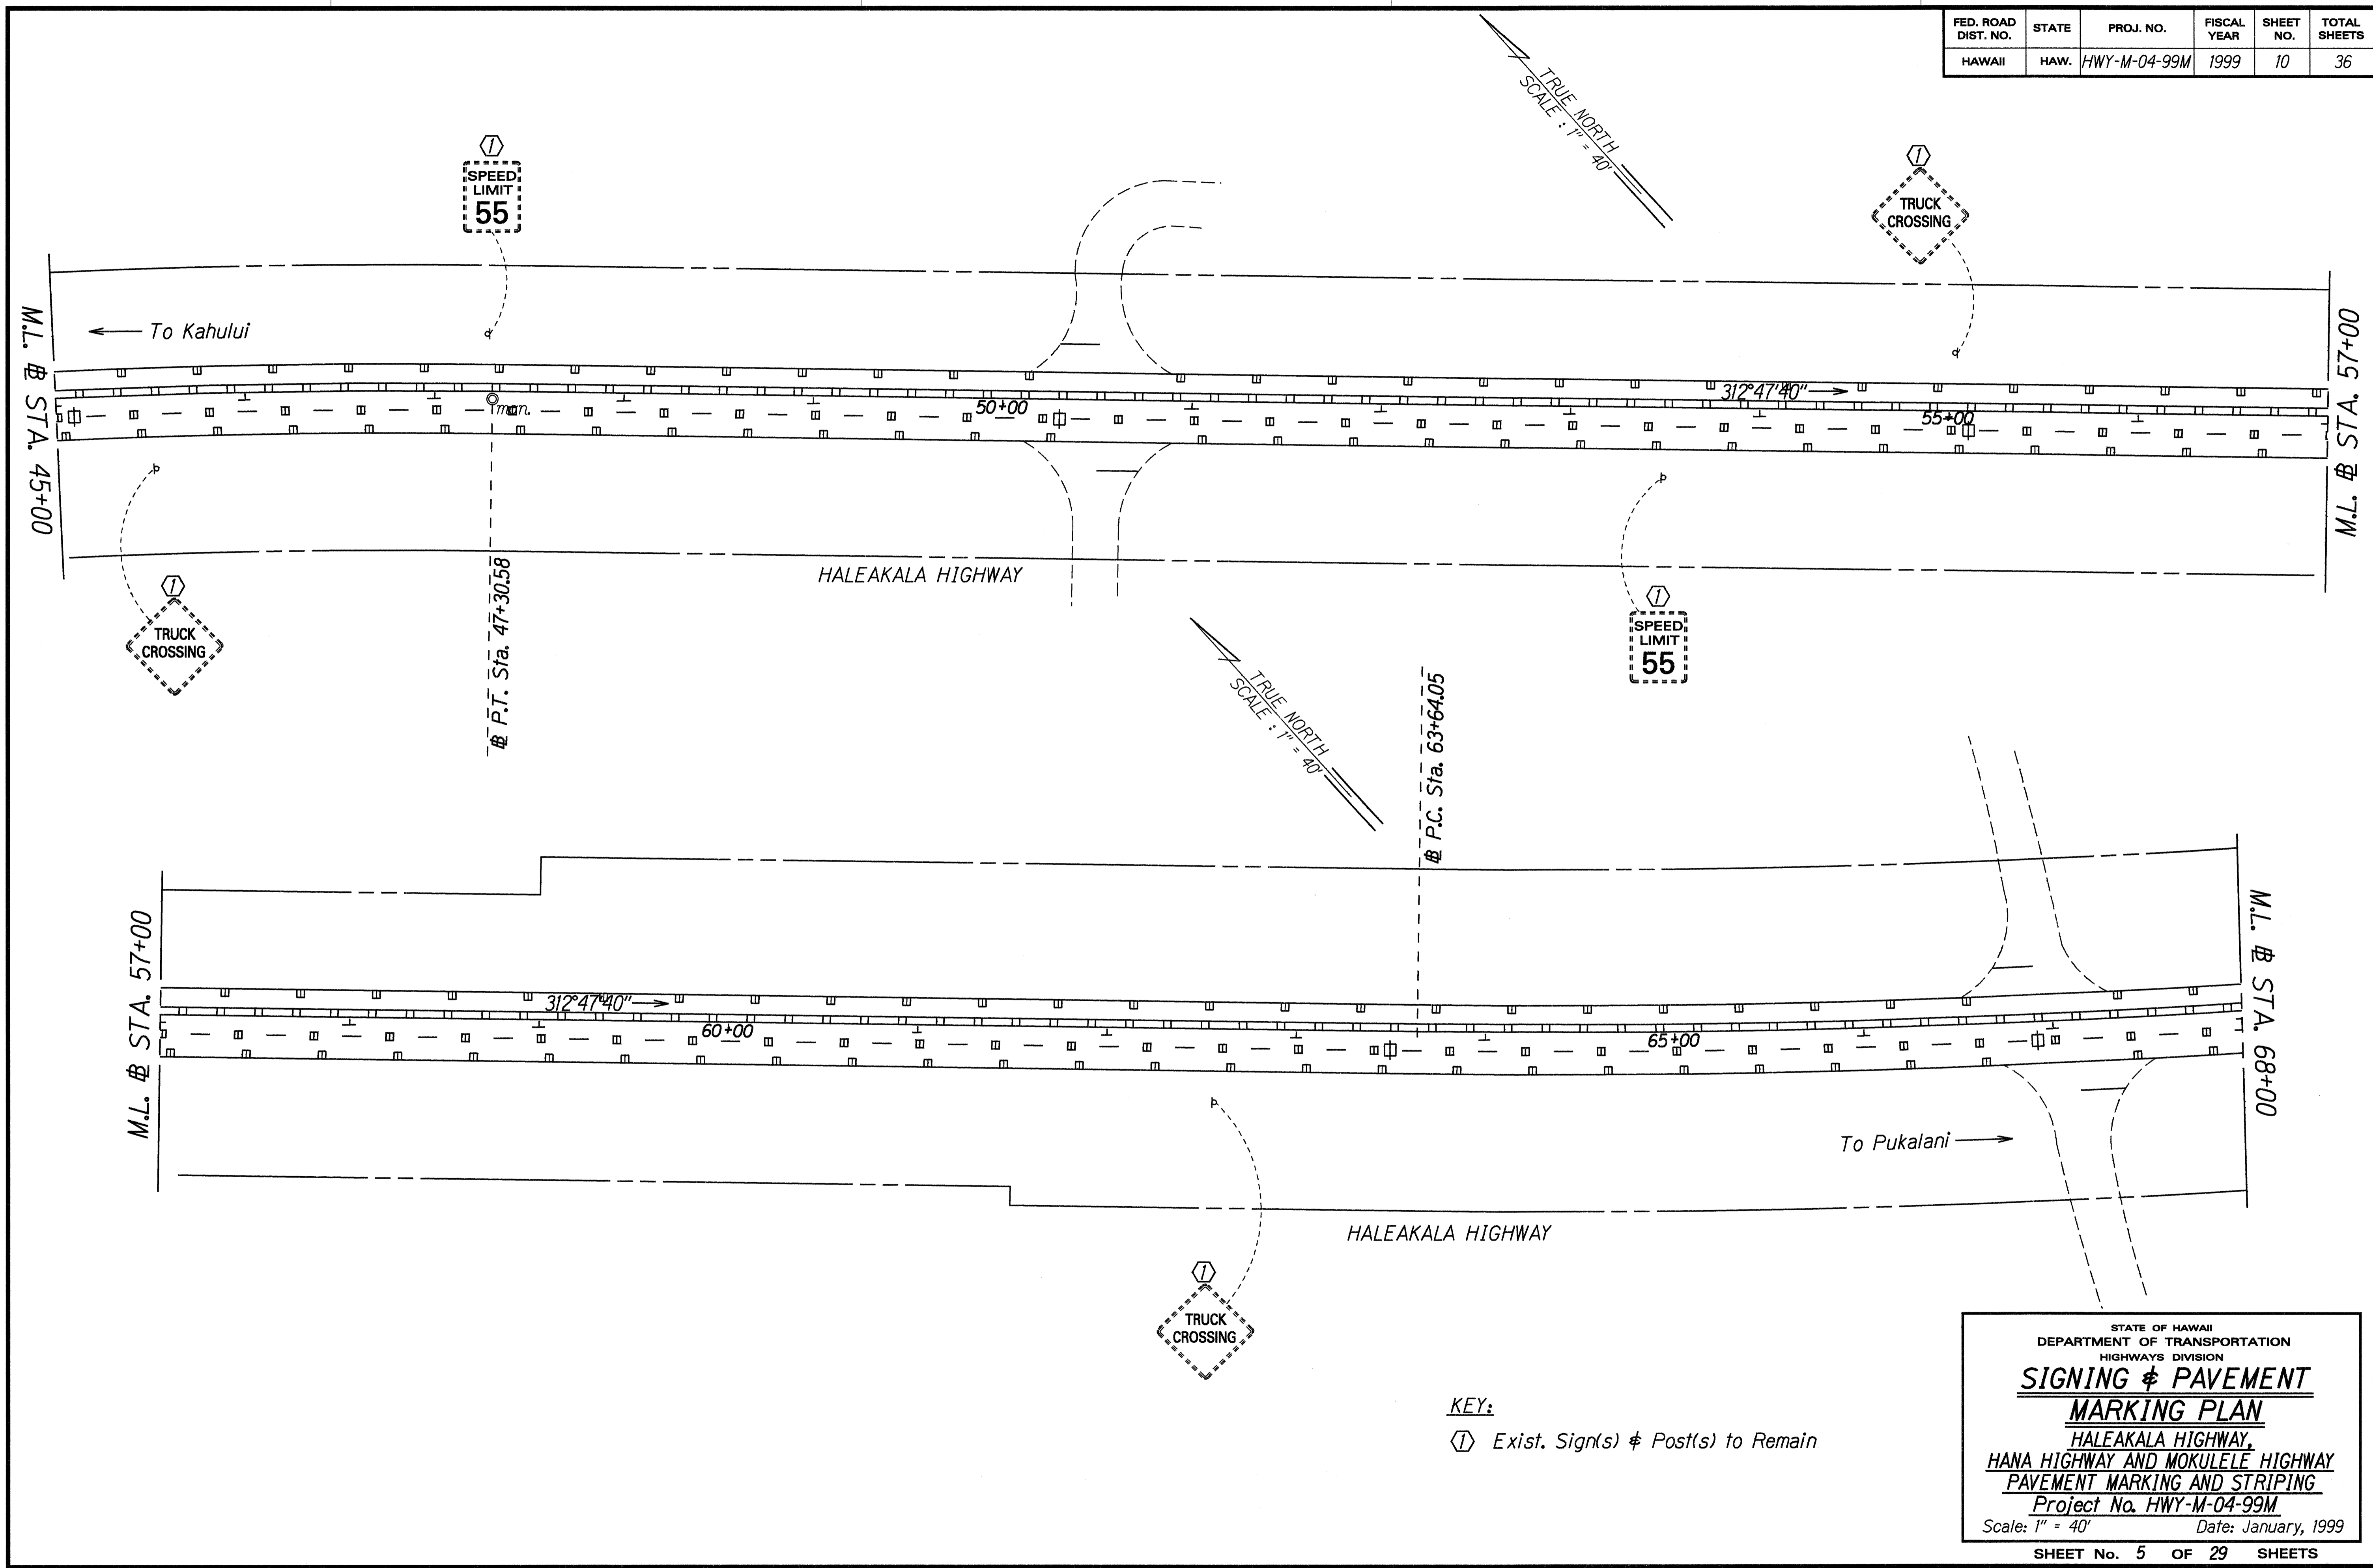 FED. ROAD DIST. NO. STATE PROJ. NO. FISCAL YEAR SHEET NO. TOTAL SHEETS
HAWAII HAW. HWY-M-04-99M 1999 10 36
TRUE NORTH
SCALE : 1" = 40'
1
SPEED
LIMIT
55
1
TRUCK
CROSSING
To Kahului
M.L. ⅊ STA. 45+00
M.L. ⅊ STA. 57+00
312°47'40"
50+00
55+00
mon.
HALEAKALA HIGHWAY
1
TRUCK
CROSSING
⅊ P.T. Sta. 47+30.58
1
SPEED
LIMIT
55
TRUE NORTH
SCALE : 1" = 40'
⅊ P.C. Sta. 63+64.05
M.L. ⅊ STA. 57+00
M.L. ⅊ STA. 68+00
312°47'40"
60+00
65+00
To Pukalani
HALEAKALA HIGHWAY
1
TRUCK
CROSSING
KEY:
1 Exist. Sign(s) & Post(s) to Remain
STATE OF HAWAII
DEPARTMENT OF TRANSPORTATION
HIGHWAYS DIVISION
SIGNING & PAVEMENT
MARKING PLAN
HALEAKALA HIGHWAY,
HANA HIGHWAY AND MOKULELE HIGHWAY
PAVEMENT MARKING AND STRIPING
Project No. HWY-M-04-99M
Scale: 1" = 40' Date: January, 1999
SHEET No. 5 OF 29 SHEETS